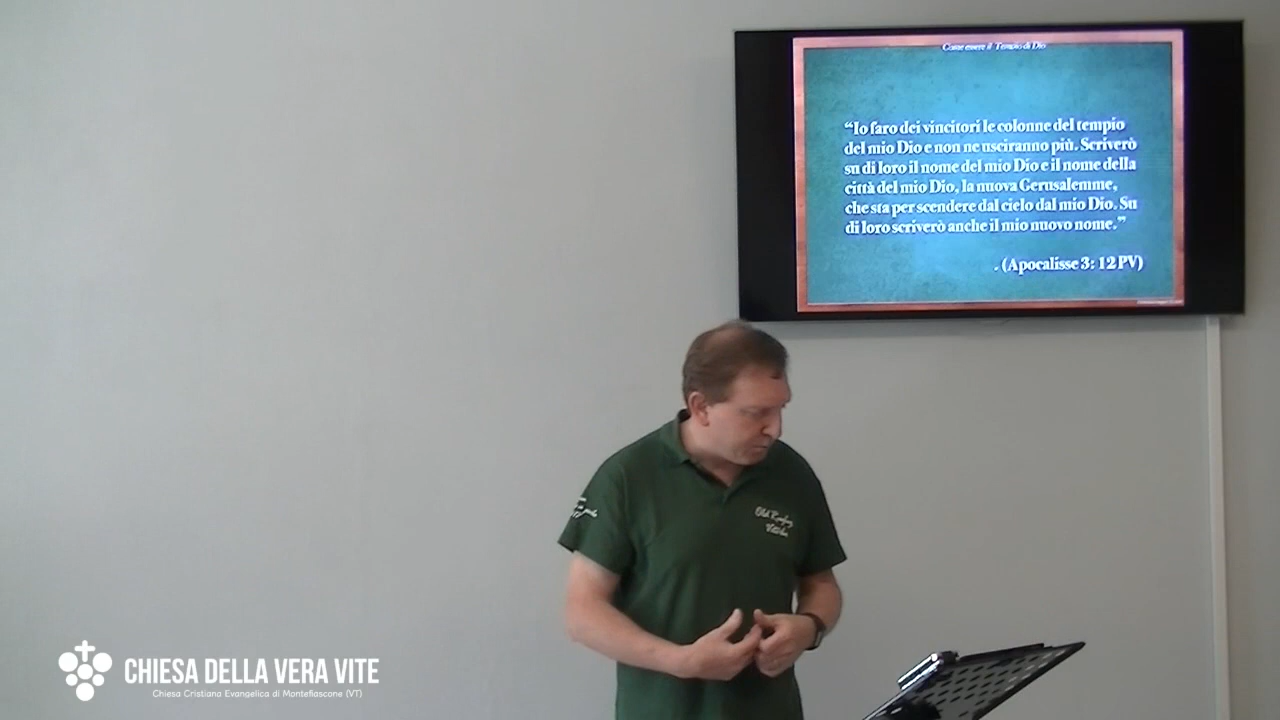 Come essere il Tempio di Dio
“Io faro dei vincitori le colonne del tempio
del mio Dio e non ne usciranno più. Scriverò
su di loro il nome del mio Dio e il nome della
città del mio Dio, la nuova Gerusalemme,
che sta per scendere dal cielo dal mio Dio. Su
di loro scriverò anche il mio nuovo nome.”
. (Apocalisse 3: 12 PV)
Old
CHIESA DELLA VERA VITE
Chiesa Cristiana Evangelica di Montefiascone (VT)